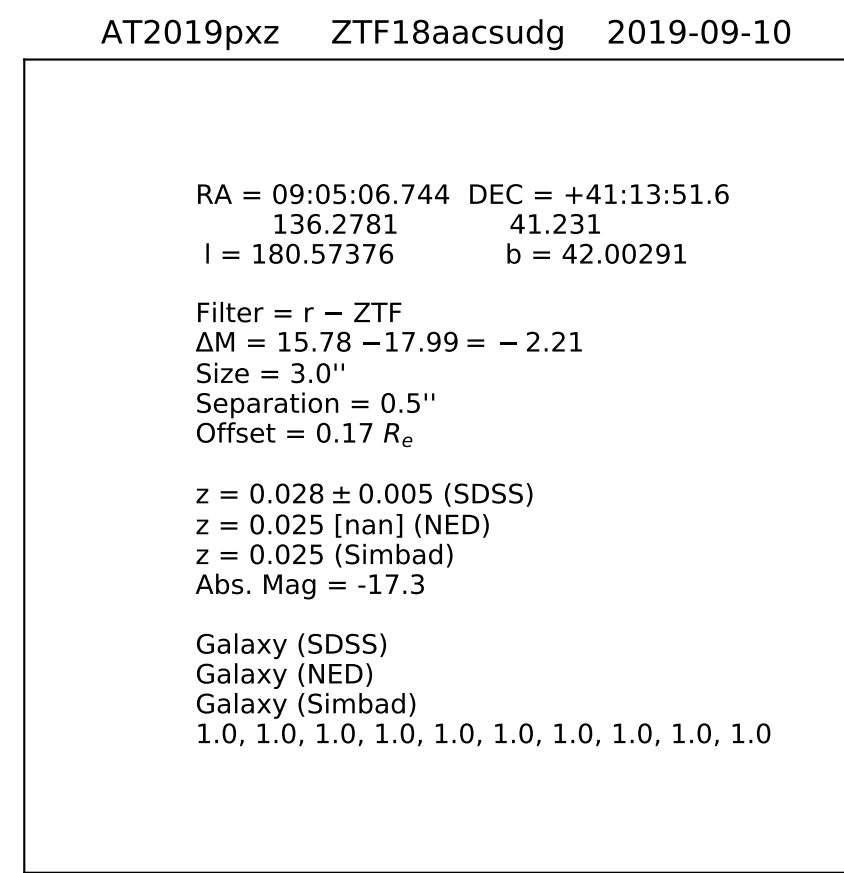 AT2019pxz ZTF18aacsudg 2019-09-10
RA = 09:05:06.744 DEC = +41:13:51.6
136.2781 41.231
l = 180.57376 b = 42.00291
Filter = r − ZTF
ΔM = 15.78 −17.99 = − 2.21
Size = 3.0''
Separation = 0.5''
Offset = 0.17 Rₑ
z = 0.028 ± 0.005 (SDSS)
z = 0.025 [nan] (NED)
z = 0.025 (Simbad)
Abs. Mag = -17.3
Galaxy (SDSS)
Galaxy (NED)
Galaxy (Simbad)
1.0, 1.0, 1.0, 1.0, 1.0, 1.0, 1.0, 1.0, 1.0, 1.0